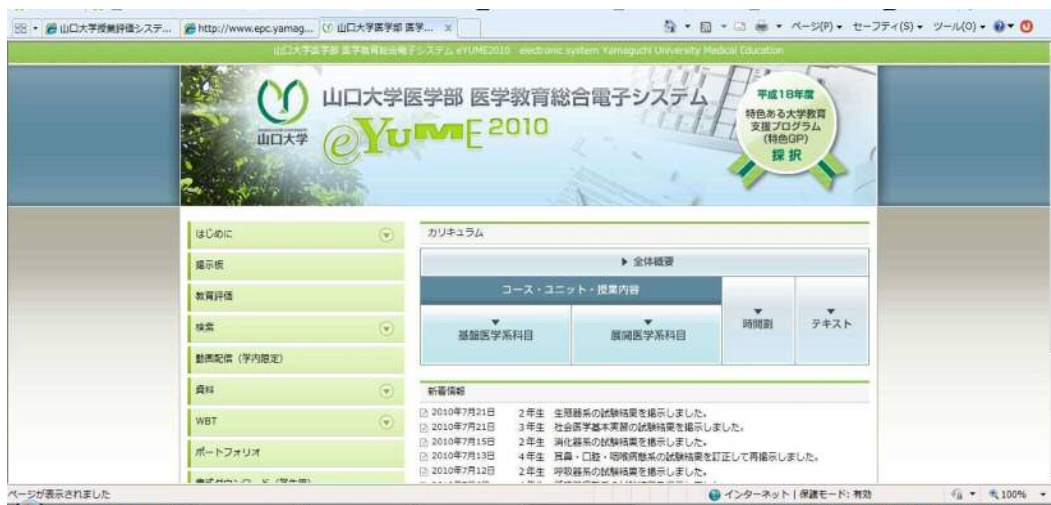 山口大学授業評価システ...
http://www.epc.yamag...
山口大学医学部 医学...
ページ(P)
セーフティ(S)
ツール(O)
山口大学医学部 医学教育総合電子システム eYUME2010 electronic system Yamaguchi University Medical Education
山口大学
山口大学医学部 医学教育総合電子システム
eYUME 2010
平成18年度
特色ある大学教育
支援プログラム
(特色GP)
採択
はじめに
掲示板
教育評価
検索
動画配信（学内限定）
資料
WBT
ポートフォリオ
カリキュラム
全体概要
コース・ユニット・授業内容
基盤医学系科目
展開医学系科目
時間割
テキスト
新着情報
2010年7月21日 2年生 生殖器系の試験結果を掲示しました。
2010年7月21日 3年生 社会医学基本実習の試験結果を掲示しました。
2010年7月15日 2年生 消化器系の試験結果を掲示しました。
2010年7月13日 4年生 耳鼻・口腔・咽喉病態系の試験結果を訂正して再掲示しました。
2010年7月12日 2年生 呼吸器系の試験結果を掲示しました。
ページが表示されました
インターネット | 保護モード: 有効
100%